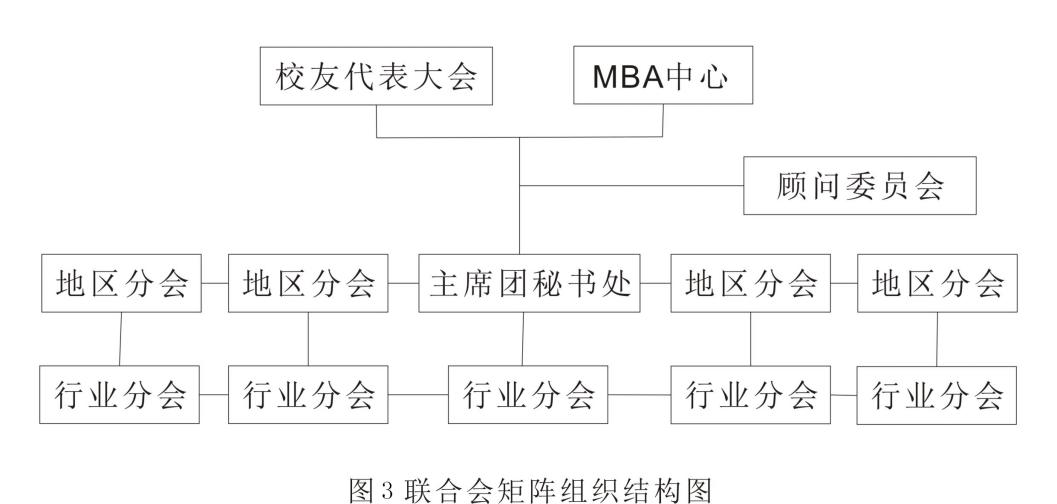 校友代表大会 MBA中心
顾问委员会
地区分会 地区分会 主席团秘书处 地区分会 地区分会
行业分会 行业分会 行业分会 行业分会 行业分会
图3 联合会矩阵组织结构图